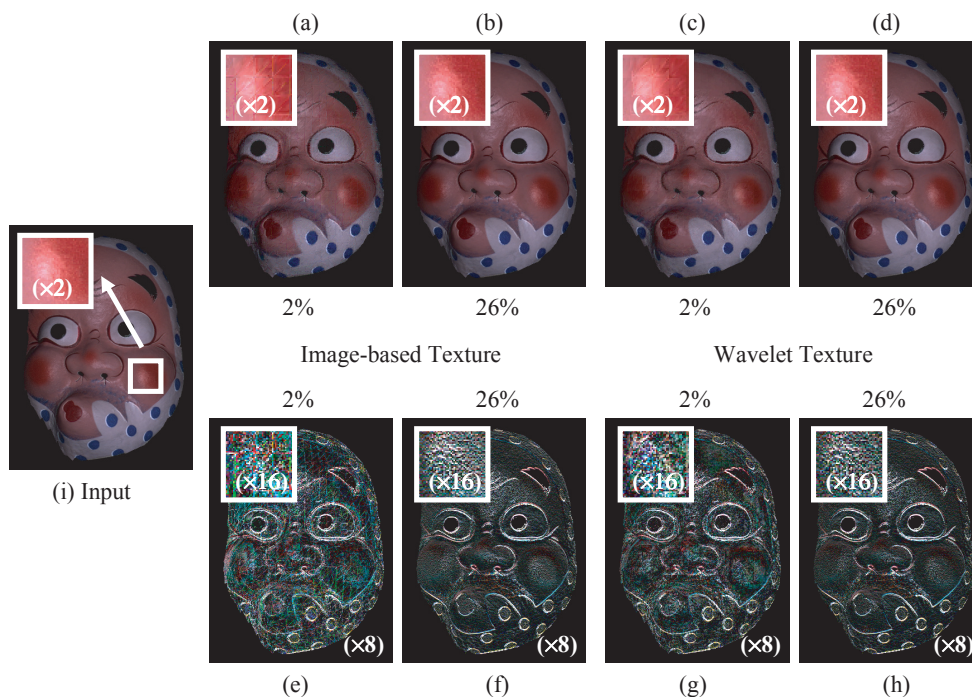 (a) (b) (c) (d)
(×2) (×2) (×2) (×2)
(×2)
2% 26% 2% 26%
Image-based Texture Wavelet Texture
2% 26% 2% 26%
(×16) (×16) (×16) (×16)
(i) Input
(×8) (×8) (×8) (×8)
(e) (f) (g) (h)